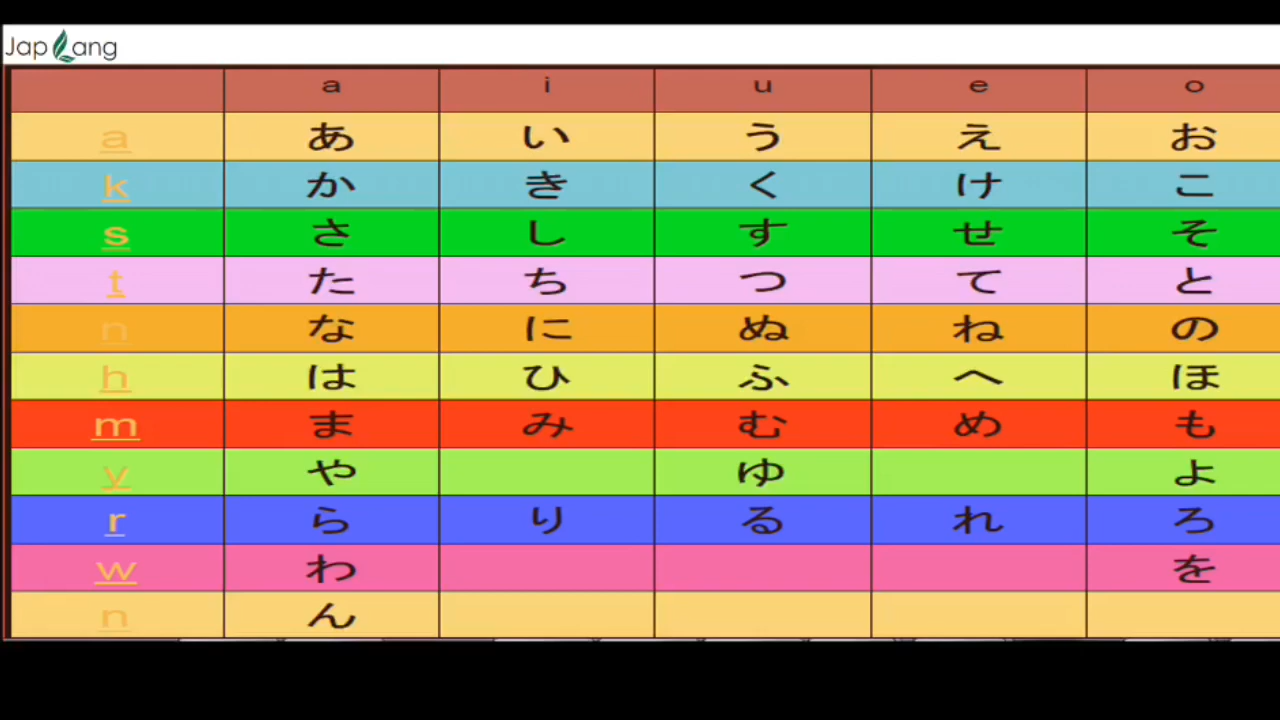 Jap Lang
a i u e o
a あ い う え お
k か き く け こ
s さ し す せ そ
t た ち つ て と
n な に ぬ ね の
h は ひ ふ へ ほ
m ま み む め も
y や ゆ よ
r ら り る れ ろ
w わ を
n ん